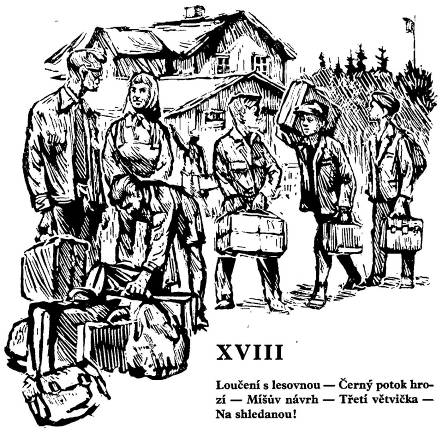 XVIII
Loučení s lesovnou — Černý potok hro-
zí — Míšův návrh — Třetí větvička —
Na shledanou!